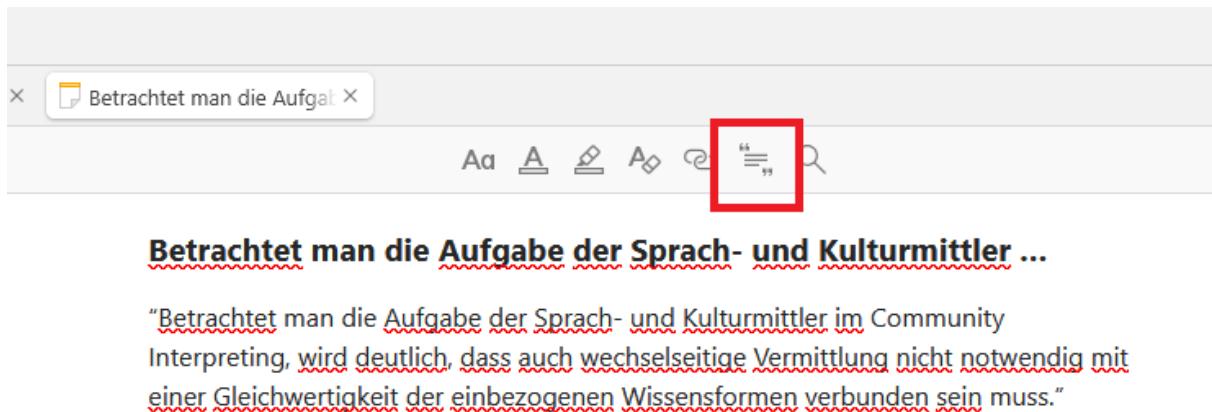 Betrachtet man die Aufgab
Aa A A
Betrachtet man die Aufgabe der Sprach- und Kulturmittler ...
“Betrachtet man die Aufgabe der Sprach- und Kulturmittler im Community
Interpreting, wird deutlich, dass auch wechselseitige Vermittlung nicht notwendig mit
einer Gleichwertigkeit der einbezogenen Wissensformen verbunden sein muss.”